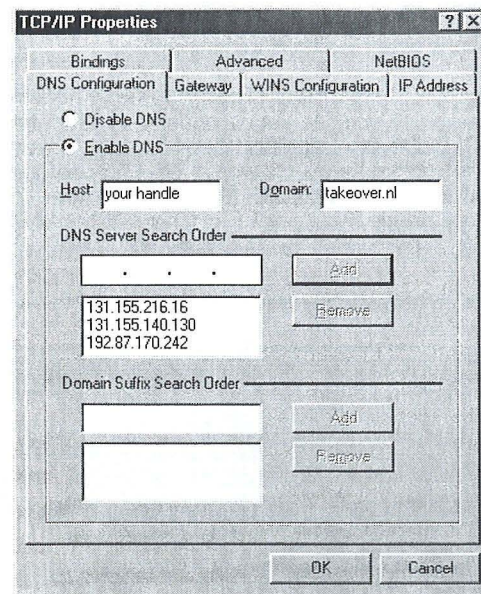 TCP/IP Properties
Bindings Advanced NetBIOS
DNS Configuration Gateway WINS Configuration IP Address
Disable DNS
Enable DNS
Host: your handle Domain: takeover.nl
DNS Server Search Order
. . . Add
131.155.216.16 Remove
131.155.140.130
192.87.170.242
Domain Suffix Search Order
Add
Remove
OK Cancel